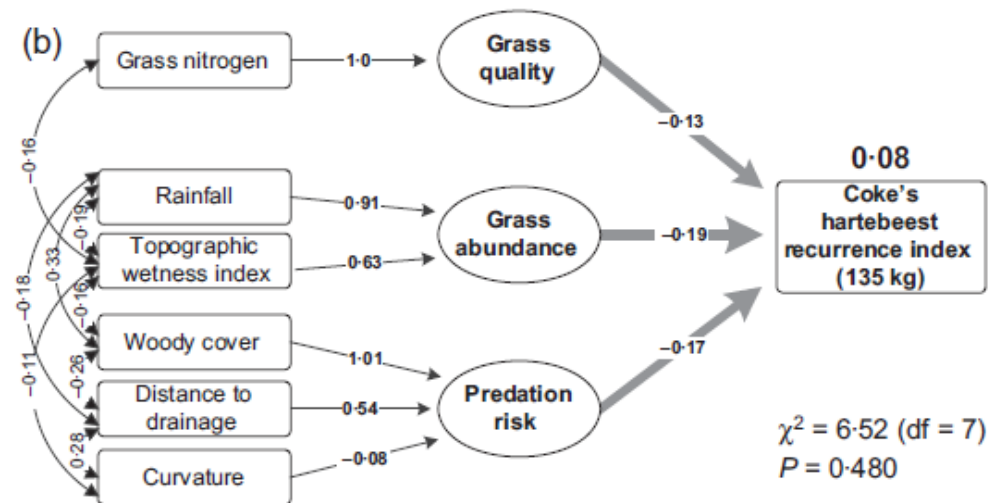 (b)
Grass nitrogen
1·0
Grass
quality
–0·13
0·08
Coke's
hartebeest
recurrence index
(135 kg)
–0·16
Rainfall
0·91
Grass
abundance
–0·19
Topographic
wetness index
0·63
–0·19
0·33
–0·18
–0·16
Woody cover
1·01
Predation
risk
–0·17
–0·11
–0·26
Distance to
drainage
0·54
0·28
Curvature
–0·08
χ² = 6·52 (df = 7)
P = 0·480